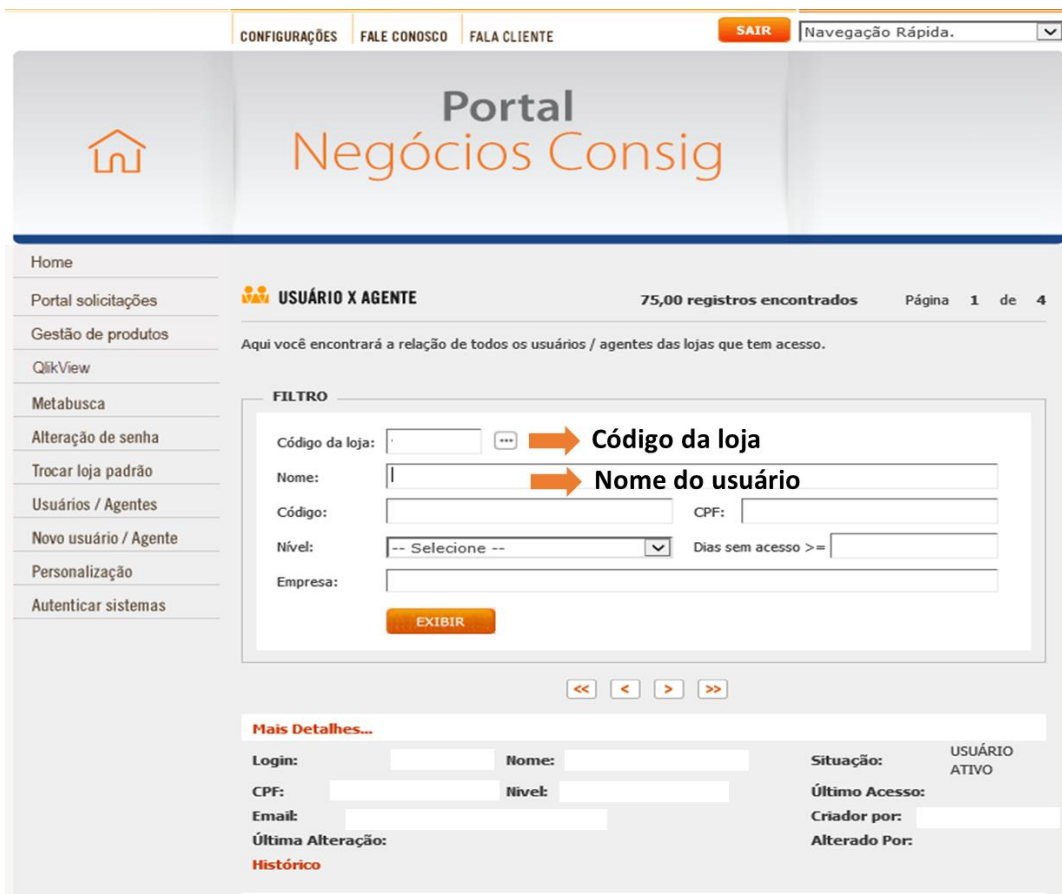 CONFIGURAÇÕES FALE CONOSCO FALA CLIENTE SAIR Navegação Rápida.
Portal
Negócios Consig
Home
Portal solicitações
Gestão de produtos
QlikView
Metabusca
Alteração de senha
Trocar loja padrão
Usuários / Agentes
Novo usuário / Agente
Personalização
Autenticar sistemas
USUÁRIO X AGENTE 75,00 registros encontrados Página 1 de 4
Aqui você encontrará a relação de todos os usuários / agentes das lojas que tem acesso.
FILTRO
Código da loja: ... Código da loja
Nome: Nome do usuário
Código: CPF:
Nível: -- Selecione -- Dias sem acesso >=
Empresa:
EXIBIR
<< < > >>
Mais Detalhes...
Login: Nome: Situação: USUÁRIO
ATIVO
CPF: Nivel: Último Acesso:
Email: Criador por:
Última Alteração: Alterado Por:
Histórico